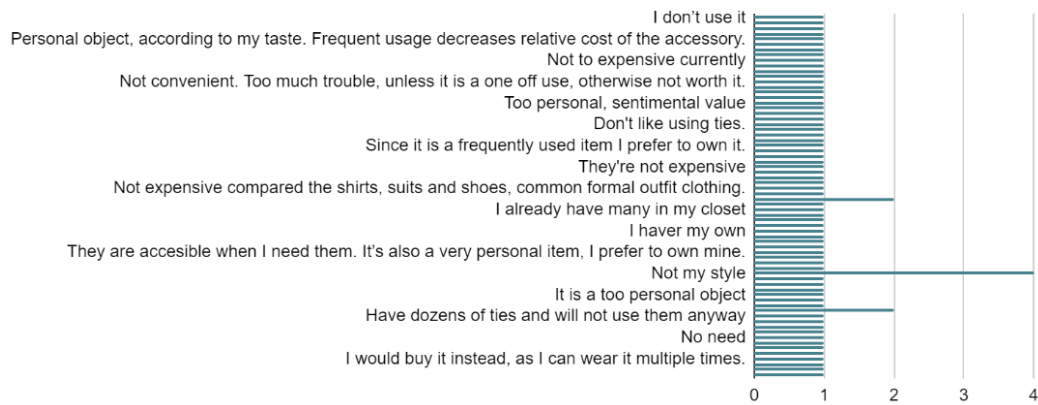 I don’t use it
Personal object, according to my taste. Frequent usage decreases relative cost of the accessory.
Not to expensive currently
Not convenient. Too much trouble, unless it is a one off use, otherwise not worth it.
Too personal, sentimental value
Don't like using ties.
Since it is a frequently used item I prefer to own it.
They're not expensive
Not expensive compared the shirts, suits and shoes, common formal outfit clothing.
I already have many in my closet
I haver my own
They are accesible when I need them. It’s also a very personal item, I prefer to own mine.
Not my style
It is a too personal object
Have dozens of ties and will not use them anyway
No need
I would buy it instead, as I can wear it multiple times.
0 1 2 3 4